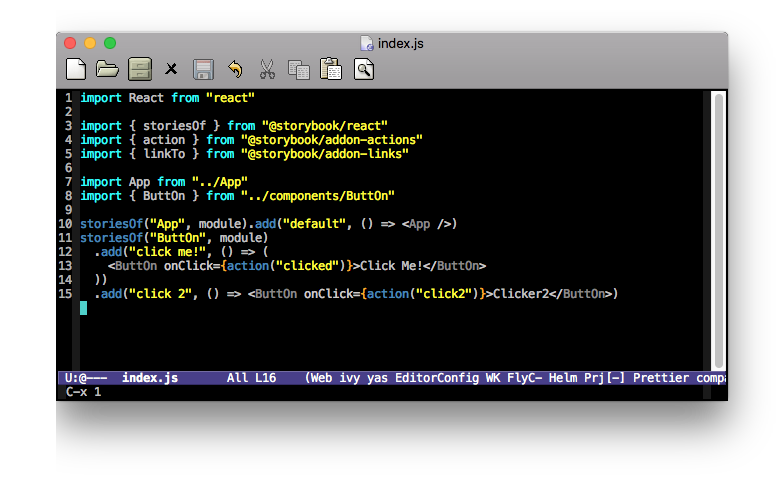 index.js
1 import React from "react"
2
3 import { storiesOf } from "@storybook/react"
4 import { action } from "@storybook/addon-actions"
5 import { linkTo } from "@storybook/addon-links"
6
7 import App from "../App"
8 import { ButtOn } from "../components/ButtOn"
9
10 storiesOf("App", module).add("default", () => <App />)
11 storiesOf("ButtOn", module)
12   .add("click me!", () => (
13     <ButtOn onClick={action("clicked")}>Click Me!</ButtOn>
14   ))
15   .add("click 2", () => <ButtOn onClick={action("click2")}>Clicker2</ButtOn>)
U:@--- index.js All L16 (Web ivy yas EditorConfig WK FlyC- Helm Prj[-] Prettier compa
C-x 1